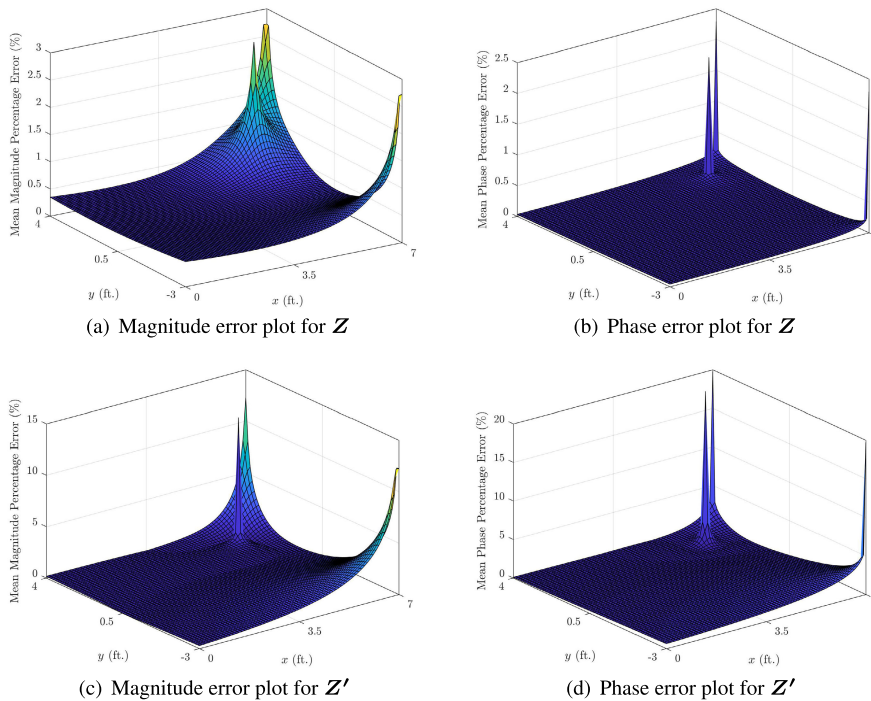 Mean Magnitude Percentage Error (%)
3
2.5
2
1.5
1
0.5
0
4
0.5
-3
y (ft.)
0
3.5
7
x (ft.)
(a) Magnitude error plot for Z
Mean Phase Percentage Error (%)
2.5
2
1.5
1
0.5
0
4
0.5
-3
y (ft.)
0
3.5
x (ft.)
(b) Phase error plot for Z
Mean Magnitude Percentage Error (%)
15
10
5
0
4
0.5
-3
y (ft.)
0
3.5
7
x (ft.)
(c) Magnitude error plot for Z′
Mean Phase Percentage Error (%)
20
15
10
5
0
4
0.5
-3
y (ft.)
0
3.5
x (ft.)
(d) Phase error plot for Z′